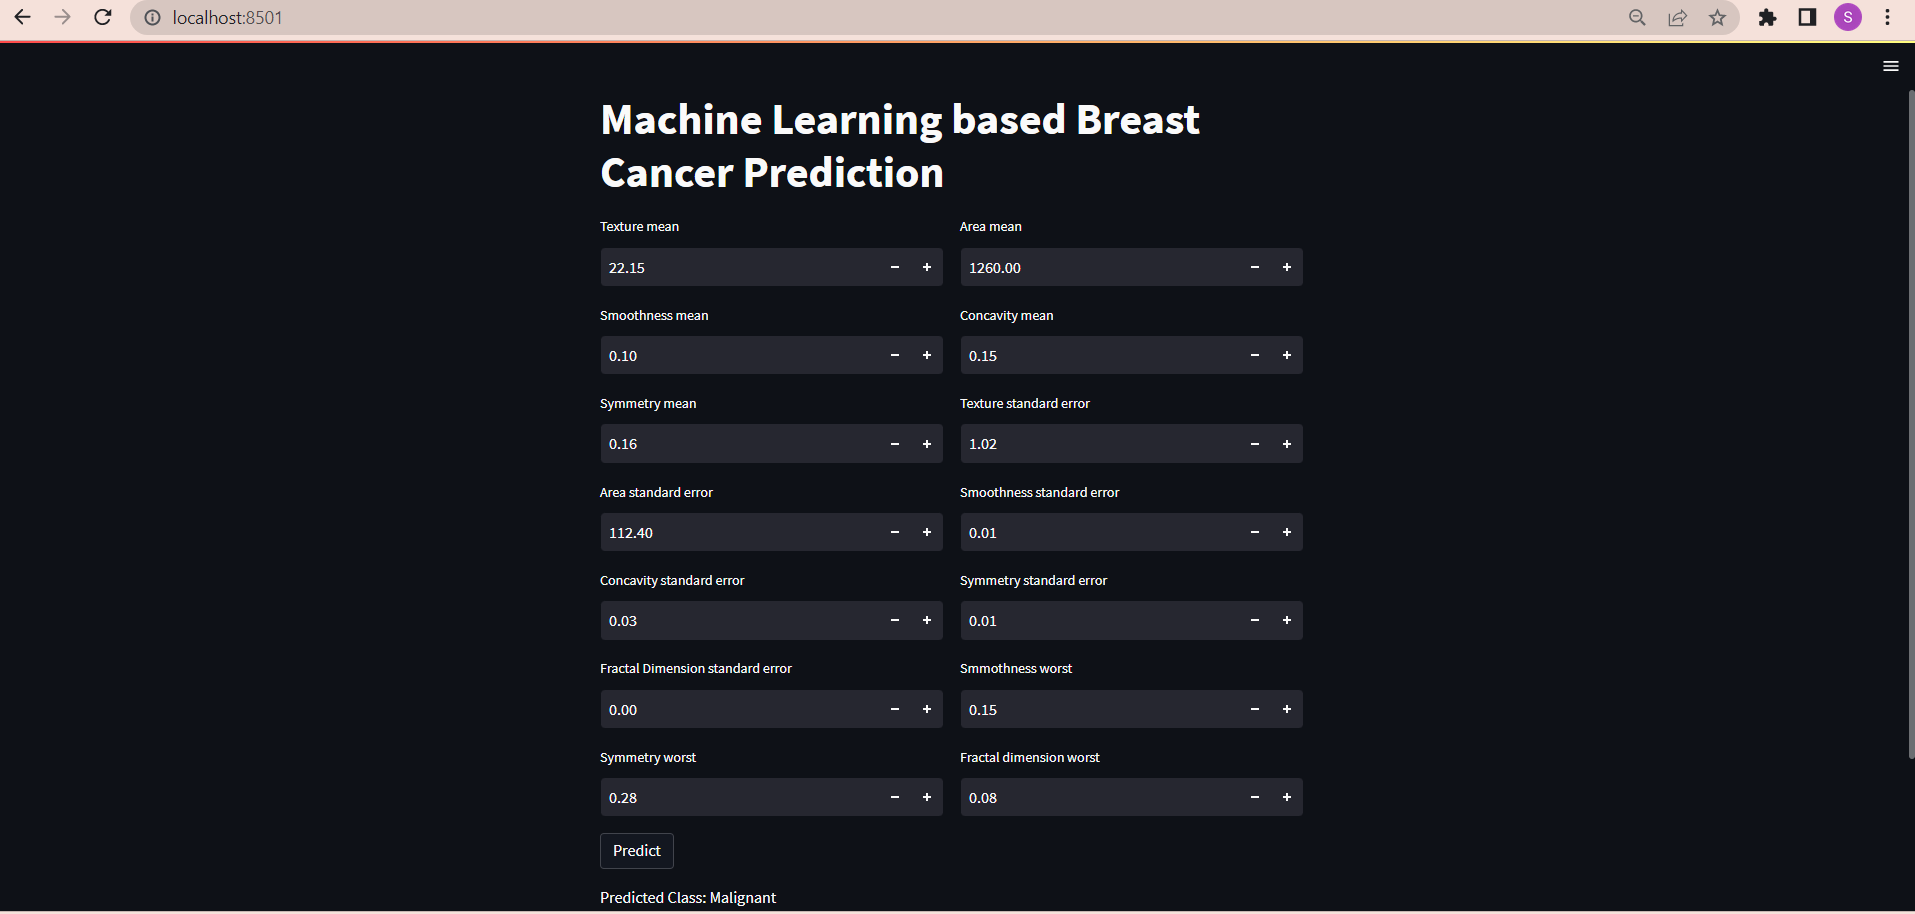 localhost:8501
S
Machine Learning based Breast
Cancer Prediction
Texture mean
Area mean
22.15
1260.00
Smoothness mean
Concavity mean
0.10
0.15
Symmetry mean
Texture standard error
0.16
1.02
Area standard error
Smoothness standard error
112.40
0.01
Concavity standard error
Symmetry standard error
0.03
0.01
Fractal Dimension standard error
Smmothness worst
0.00
0.15
Symmetry worst
Fractal dimension worst
0.28
0.08
Predict
Predicted Class: Malignant